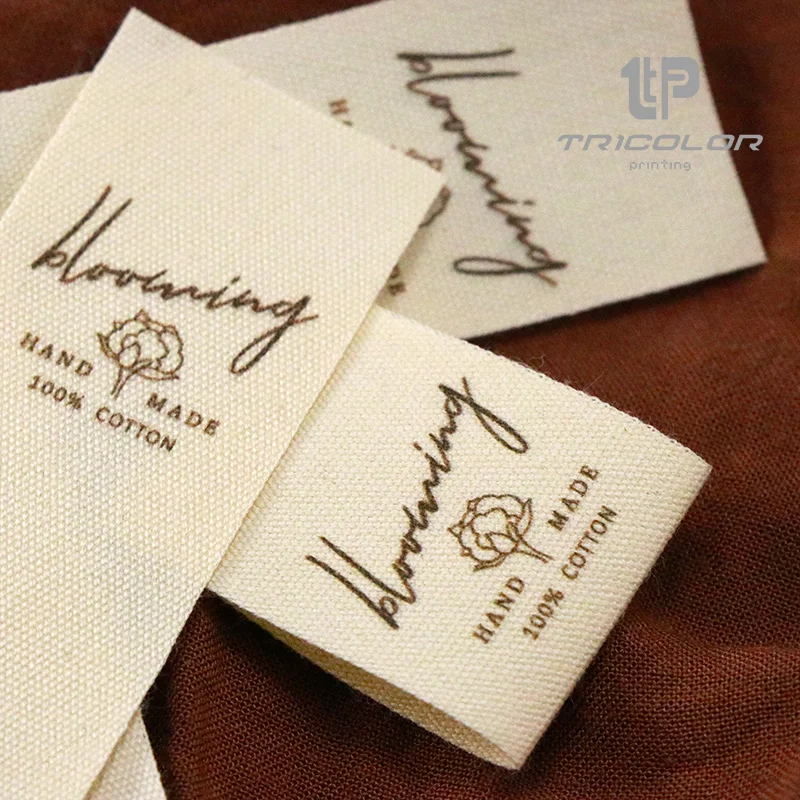 blooming
HAND MADE
100% COTTON
blooming
HAND MADE
100% COTTON
blooming
tP
TRICOLOR
printing